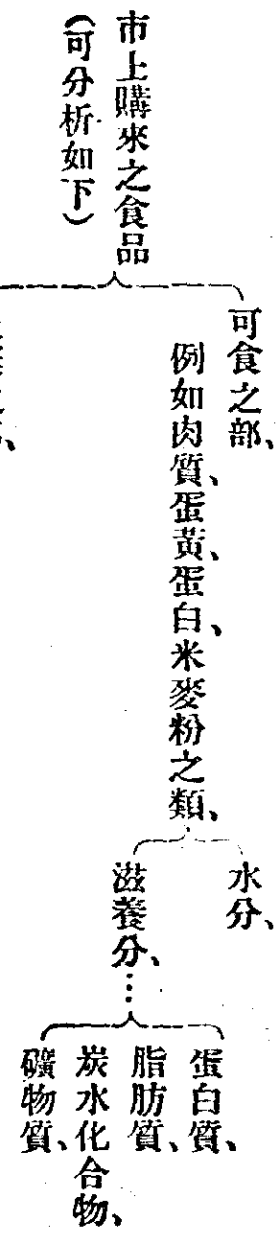 市上購來之食品
(可分析如下)
可食之部、
例如肉質、蛋黃、蛋白、米麥粉之類、
水分、
滋養分、…
蛋白質、
脂肪質、
炭水化合物、
礦物質、